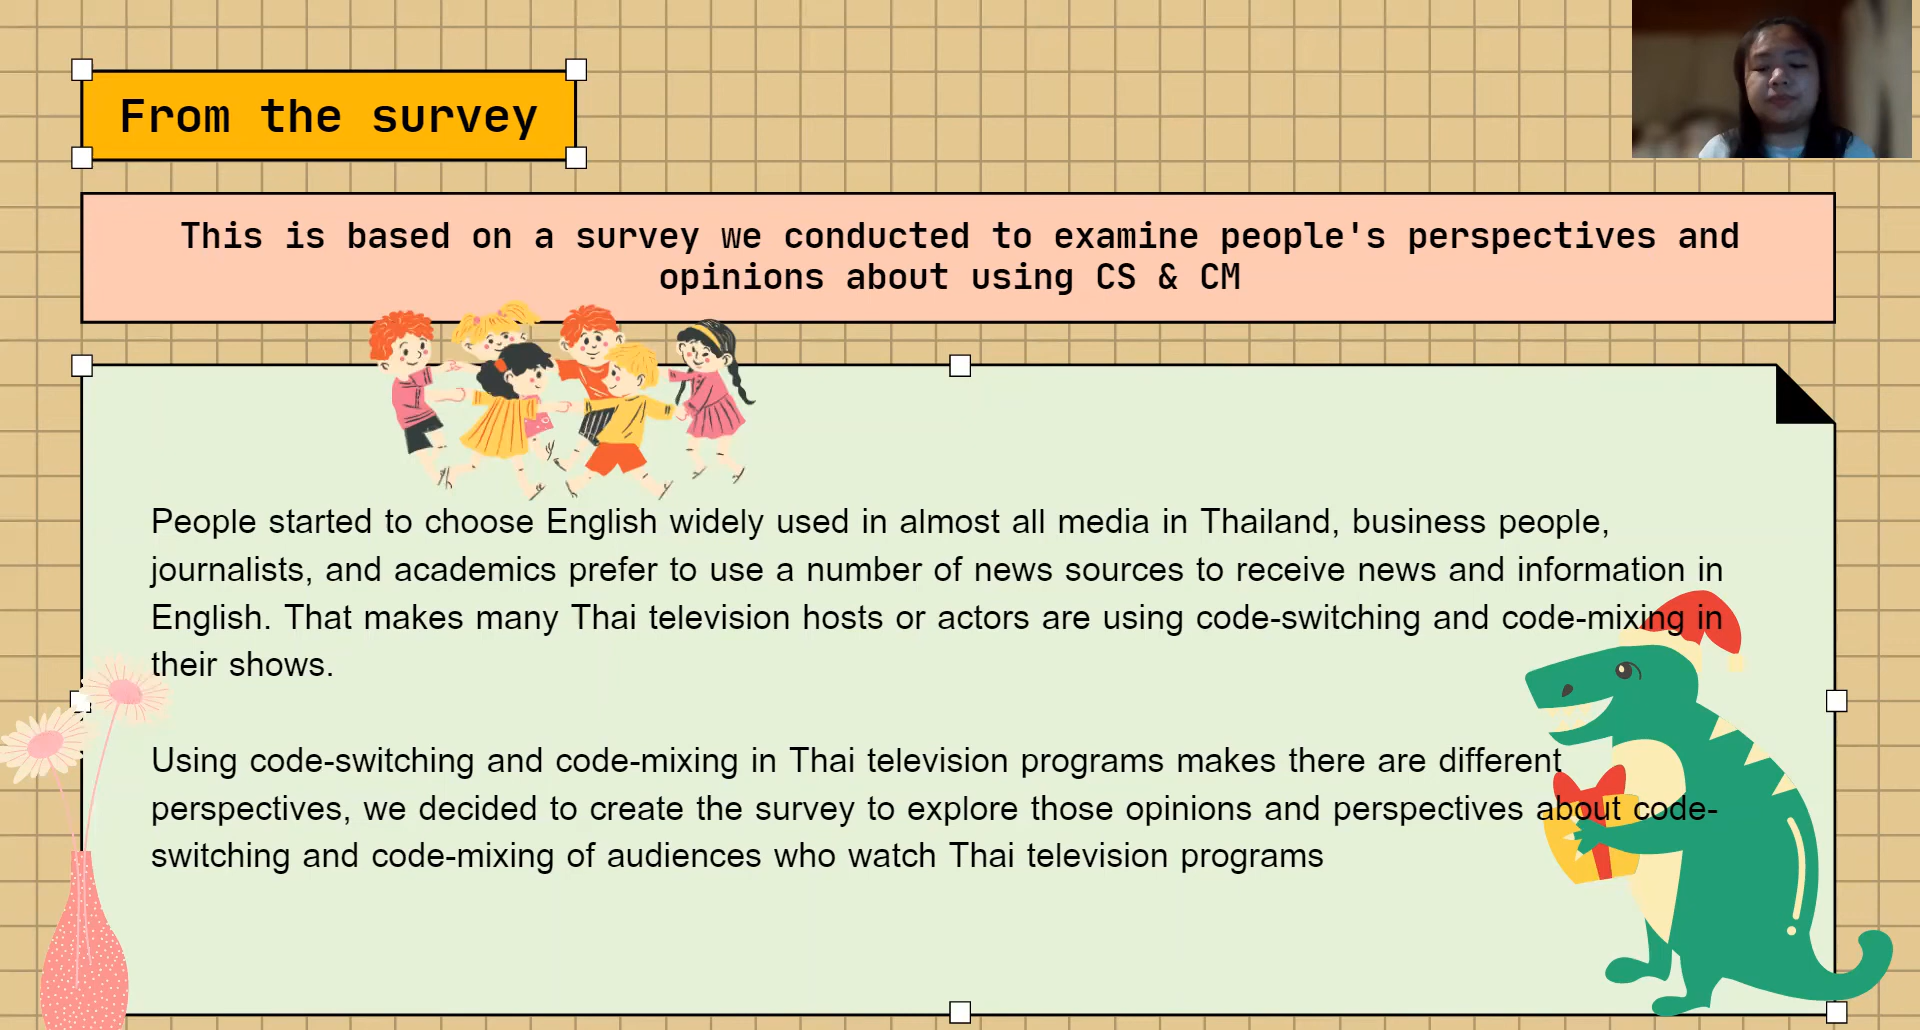 From the survey
This is based on a survey we conducted to examine people's perspectives and
opinions about using CS & CM
People started to choose English widely used in almost all media in Thailand, business people,
journalists, and academics prefer to use a number of news sources to receive news and information in
English. That makes many Thai television hosts or actors are using code-switching and code-mixing in
their shows.
Using code-switching and code-mixing in Thai television programs makes there are different
perspectives, we decided to create the survey to explore those opinions and perspectives about code-
switching and code-mixing of audiences who watch Thai television programs